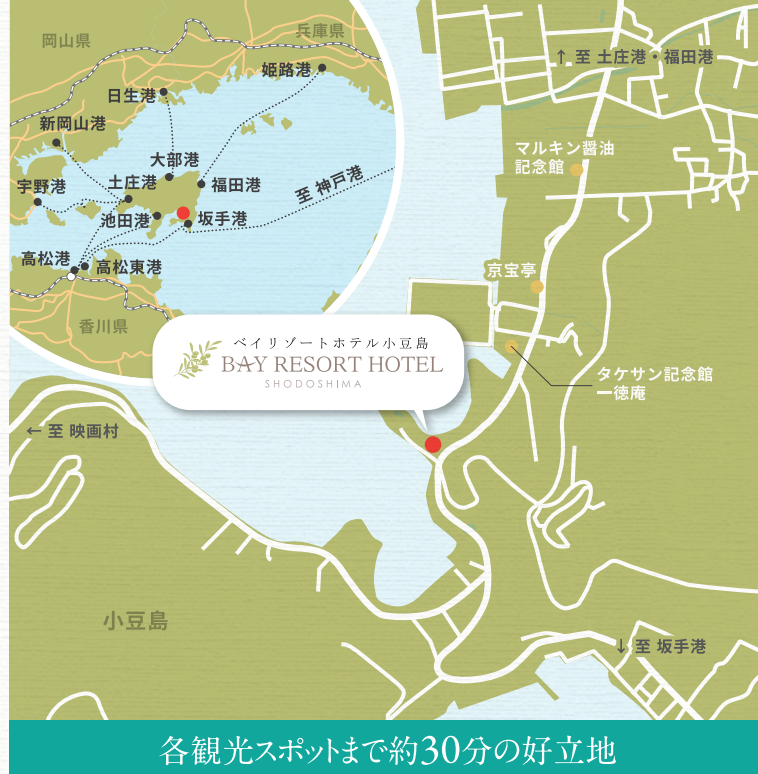 岡山県
兵庫県
姫路港
日生港
新岡山港
大部港
宇野港
土庄港
福田港
至 神戸港
池田港
坂手港
高松港
高松東港
香川県
↑ 至 土庄港・福田港
マルキン醤油
記念館
京宝亭
ベイリゾートホテル小豆島
BAY RESORT HOTEL
SHODOSHIMA
タケサン記念館
一徳庵
← 至 映画村
小豆島
↓ 至 坂手港
各観光スポットまで約30分の好立地